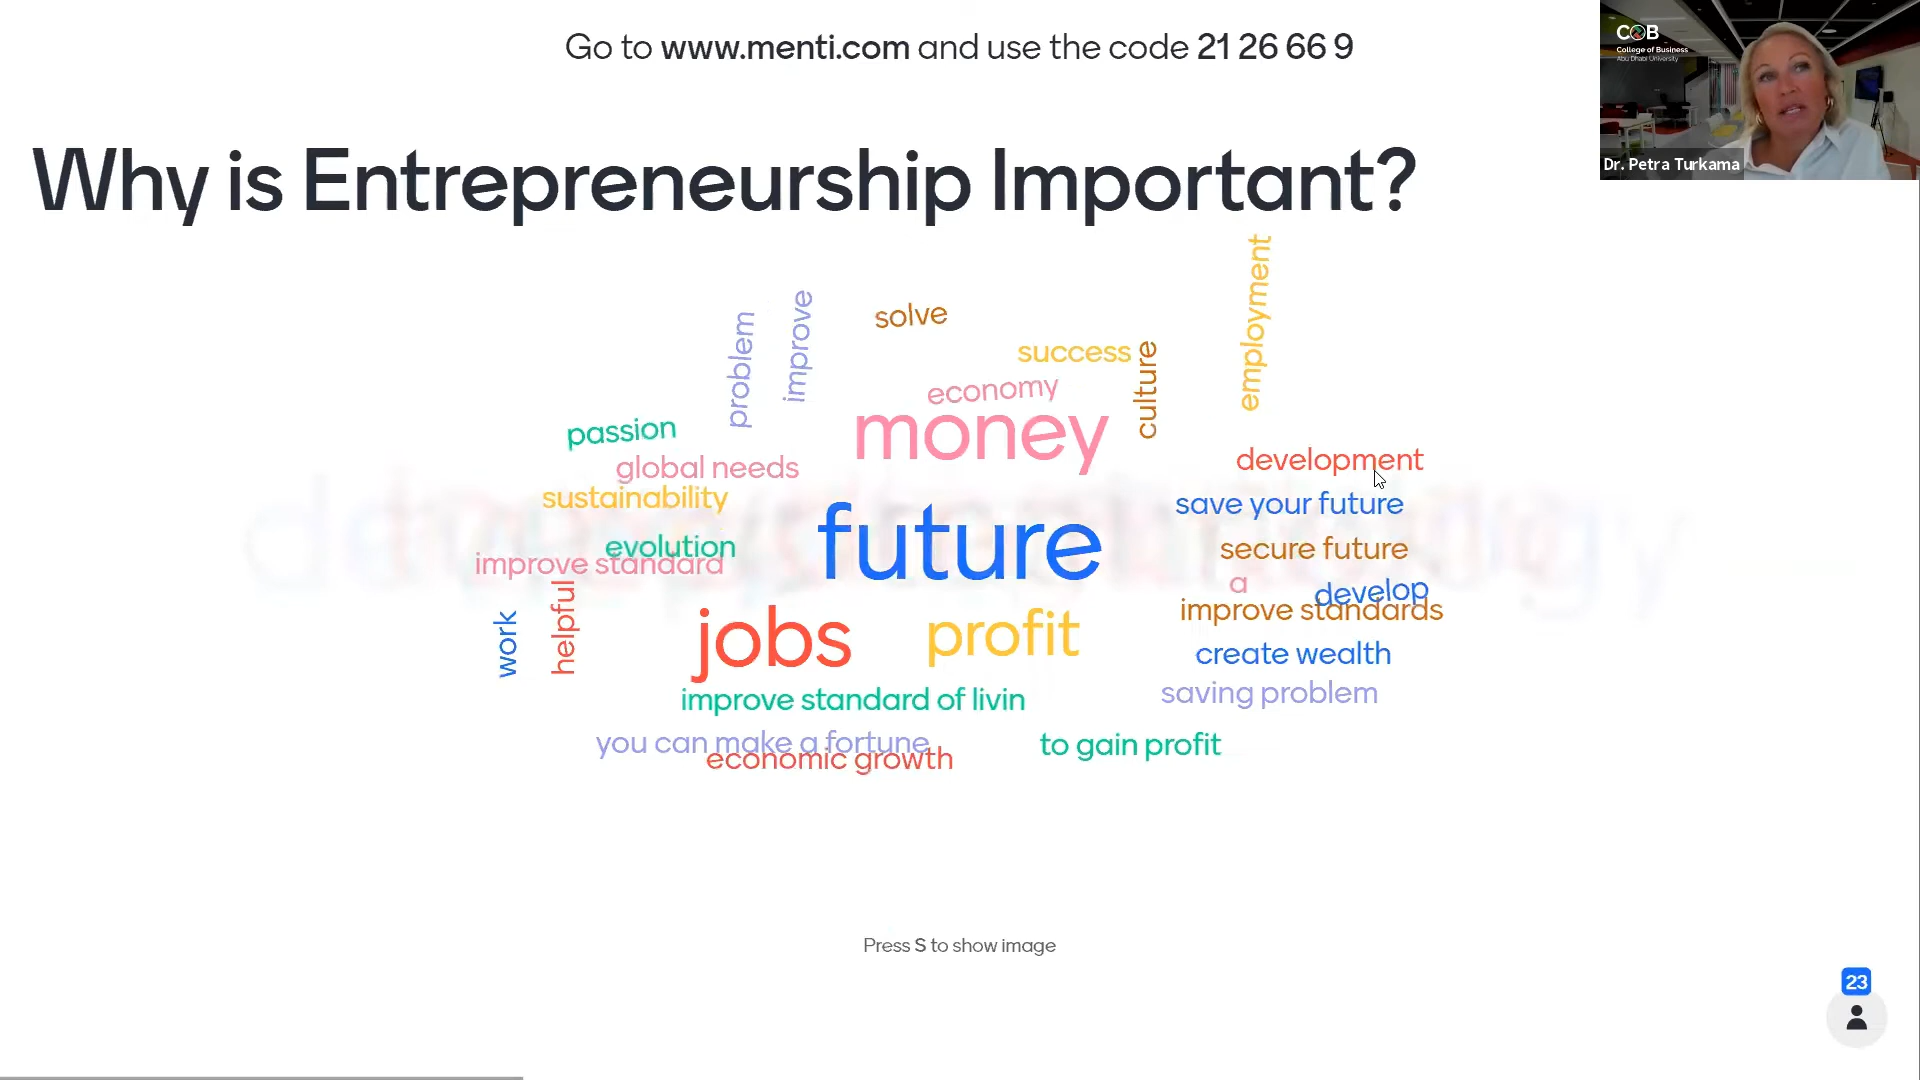 Go to www.menti.com and use the code 21 26 66 9
COB
College of Business
Abu Dhabi University
Dr. Petra Turkama
Why is Entrepreneurship Important?
employment
improve
solve
problem
success
culture
economy
money
passion
global needs
development
sustainability
save your future
future
evolution
secure future
improve standard
a
develop
helpful
improve standards
work
jobs
profit
create wealth
improve standard of livin
saving problem
you can make a fortune
to gain profit
economic growth
Press S to show image
23